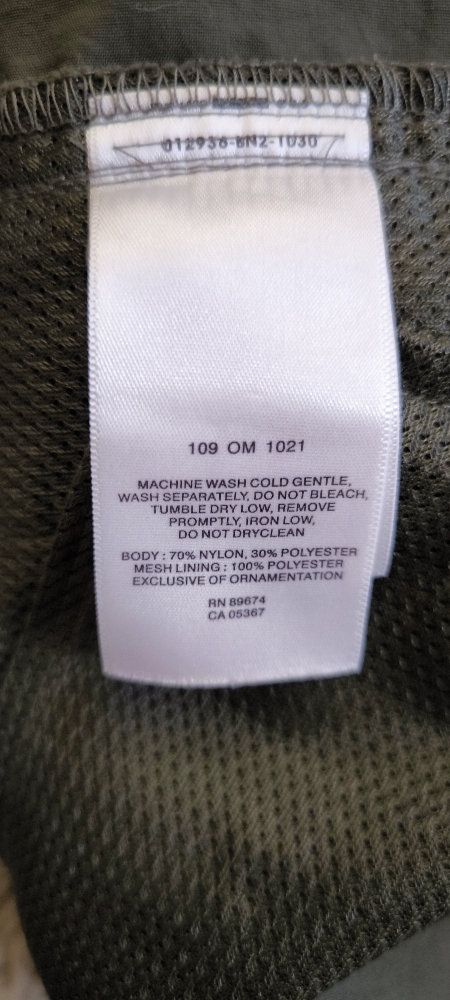 012936-BN2-1030
109 OM 1021
MACHINE WASH COLD GENTLE,
WASH SEPARATELY, DO NOT BLEACH,
TUMBLE DRY LOW, REMOVE
PROMPTLY, IRON LOW,
DO NOT DRYCLEAN
BODY : 70% NYLON, 30% POLYESTER
MESH LINING : 100% POLYESTER
EXCLUSIVE OF ORNAMENTATION
RN 89674
CA 05367